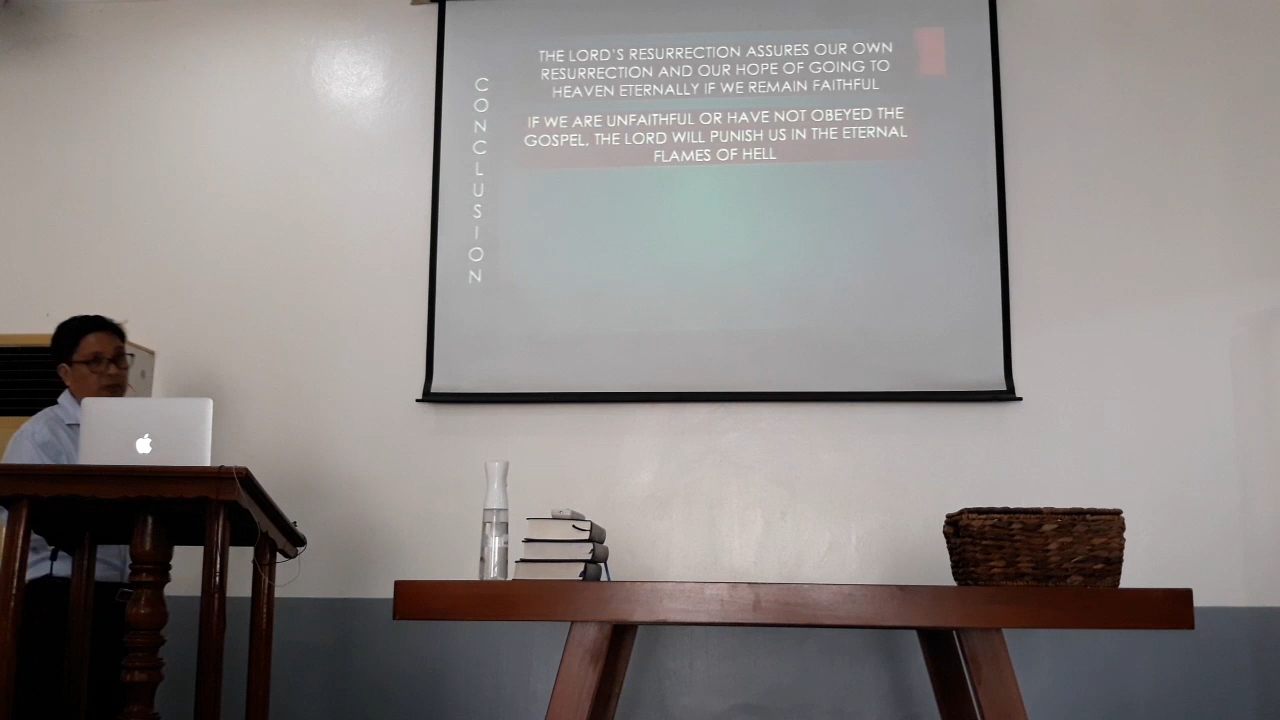 THE LORD'S RESURRECTION ASSURES OUR OWN
RESURRECTION AND OUR HOPE OF GOING TO
HEAVEN ETERNALLY IF WE REMAIN FAITHFUL
IF WE ARE UNFAITHFUL OR HAVE NOT OBEYED THE
GOSPEL, THE LORD WILL PUNISH US IN THE ETERNAL
FLAMES OF HELL
CONCLUSION